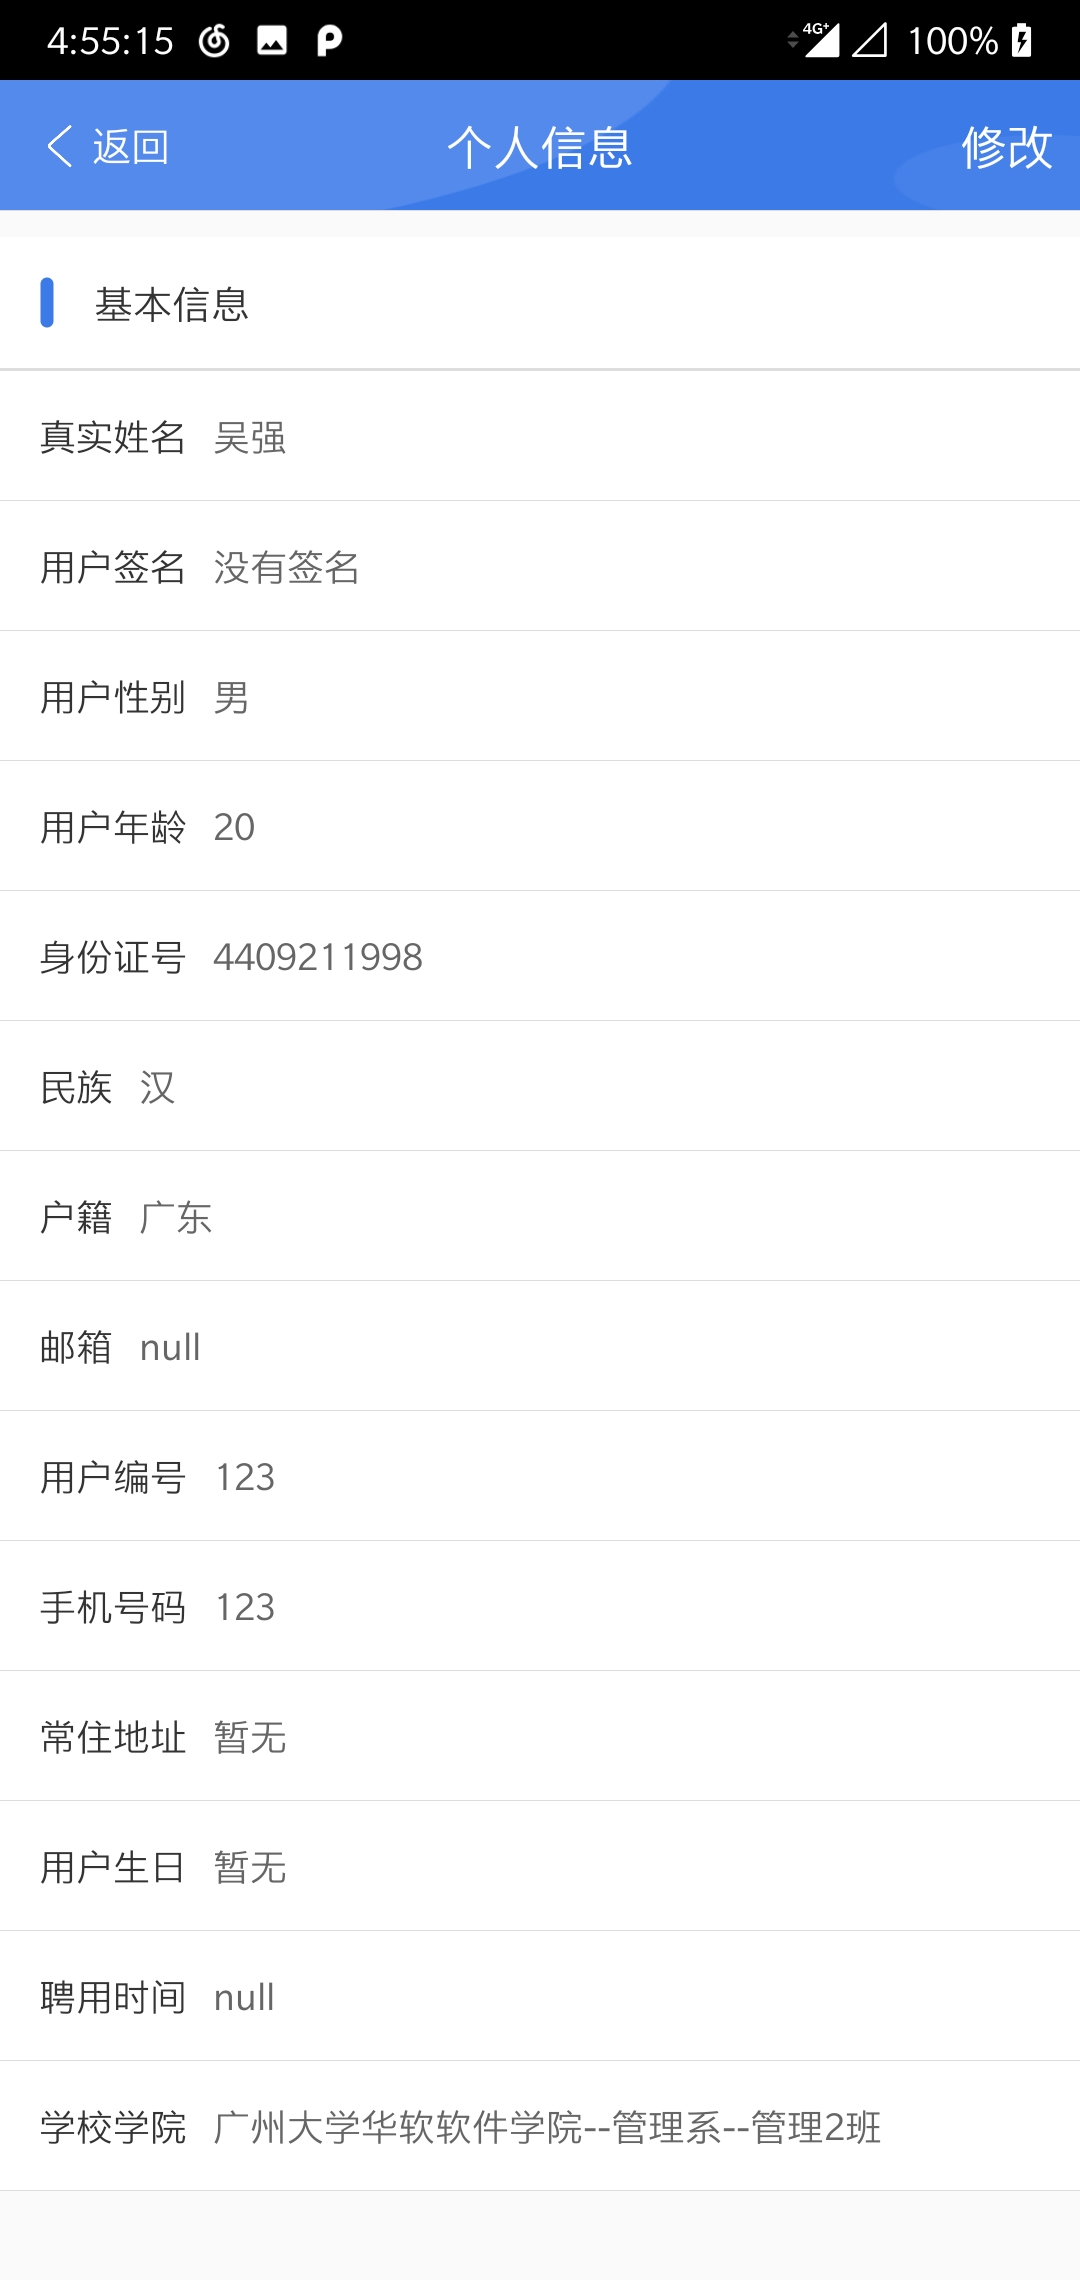 4:55:15 4G+ 100%
返回 个人信息 修改
基本信息
真实姓名 吴强
用户签名 没有签名
用户性别 男
用户年龄 20
身份证号 4409211998
民族 汉
户籍 广东
邮箱 null
用户编号 123
手机号码 123
常住地址 暂无
用户生日 暂无
聘用时间 null
学校学院 广州大学华软软件学院--管理系--管理2班